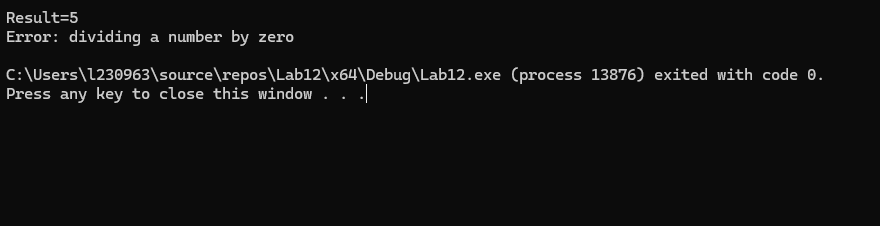 Result=5
Error: dividing a number by zero
C:\Users\l230963\source\repos\Lab12\x64\Debug\Lab12.exe (process 13876) exited with code 0.
Press any key to close this window . . .